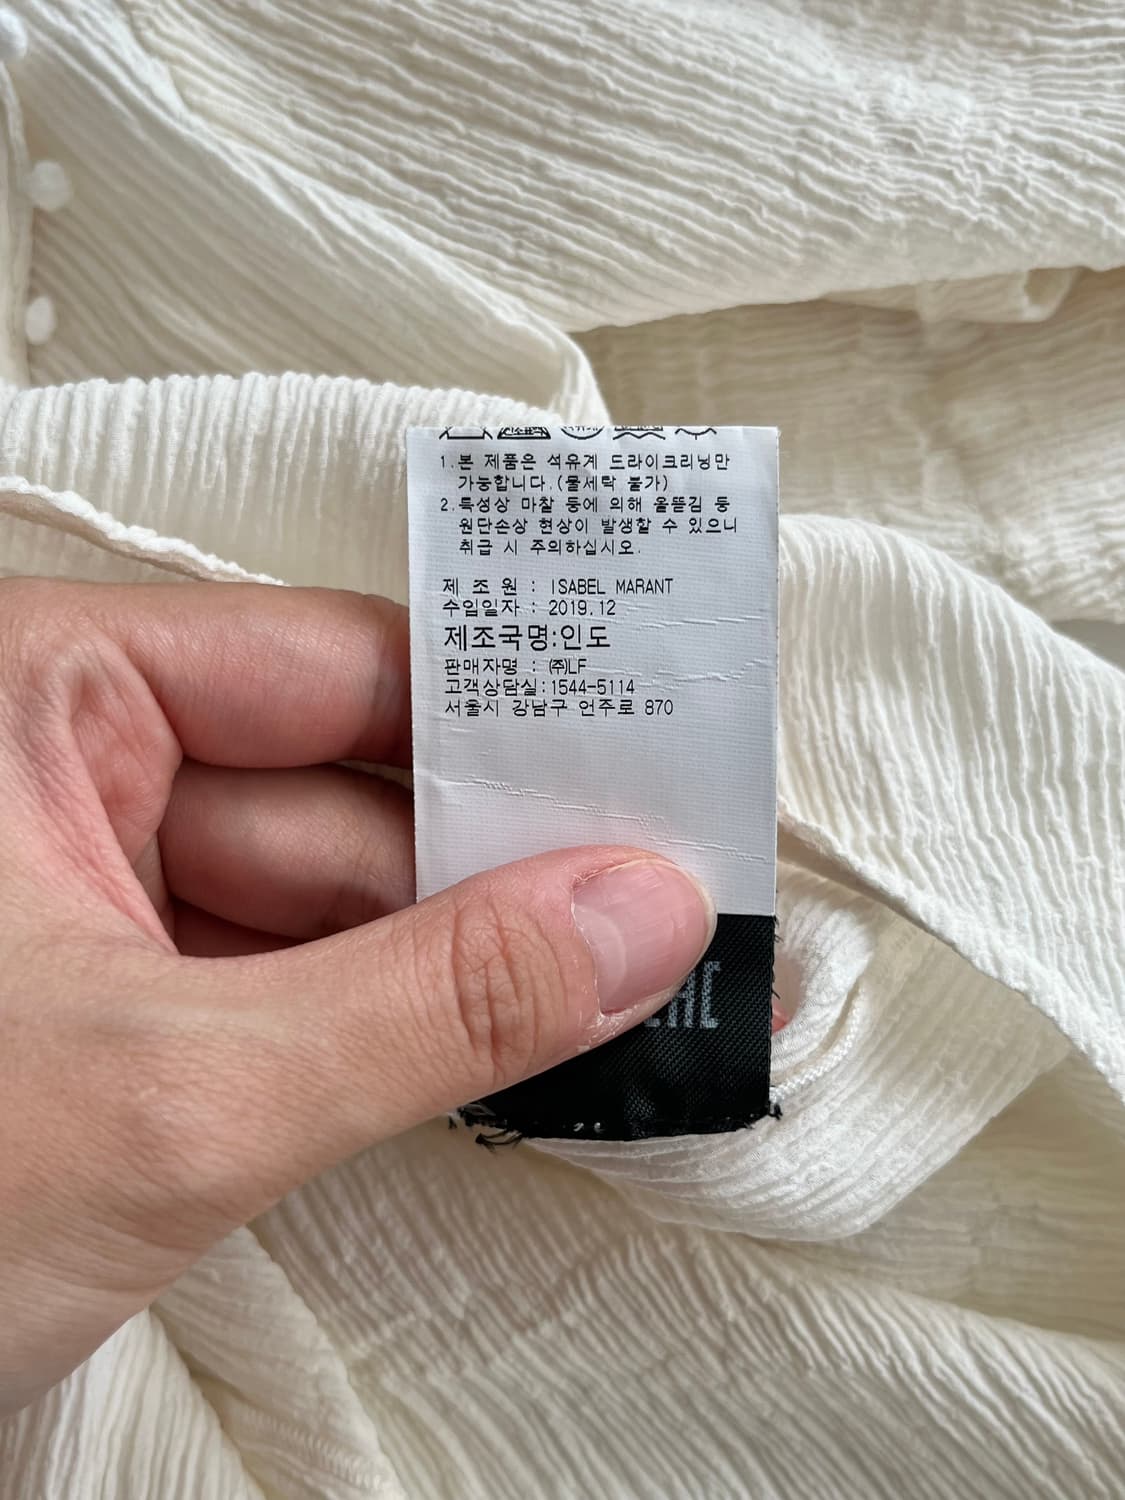 1.본 제품은 석유계 드라이크리닝만
가능합니다.(물세탁 불가)
2.특성상 마찰 등에 의해 올뜯김 등
원단손상 현상이 발생할 수 있으니
취급 시 주의하십시오.
제 조 원 : ISABEL MARANT
수입일자 : 2019.12
제조국명:인도
판매자명 : ㈜LF
고객상담실:1544-5114
서울시 강남구 언주로 870